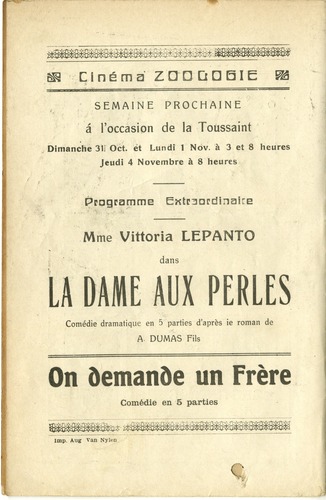 Cinéma ZOOLOGIE
SEMAINE PROCHAINE
á l'occasion de la Toussaint
Dimanche 31 Oct. ét Lundi 1 Nov. à 3 et 8 heures
Jeudi 4 Novembre à 8 heures
Programme Extraordinaire
Mme Vittoria LEPANTO
dans
LA DAME AUX PERLES
Comédie dramatique en 5 parties d'après le roman de
A. DUMAS Fils
On demande un Frère
Comédie en 5 parties
Imp. Aug Van Nylen